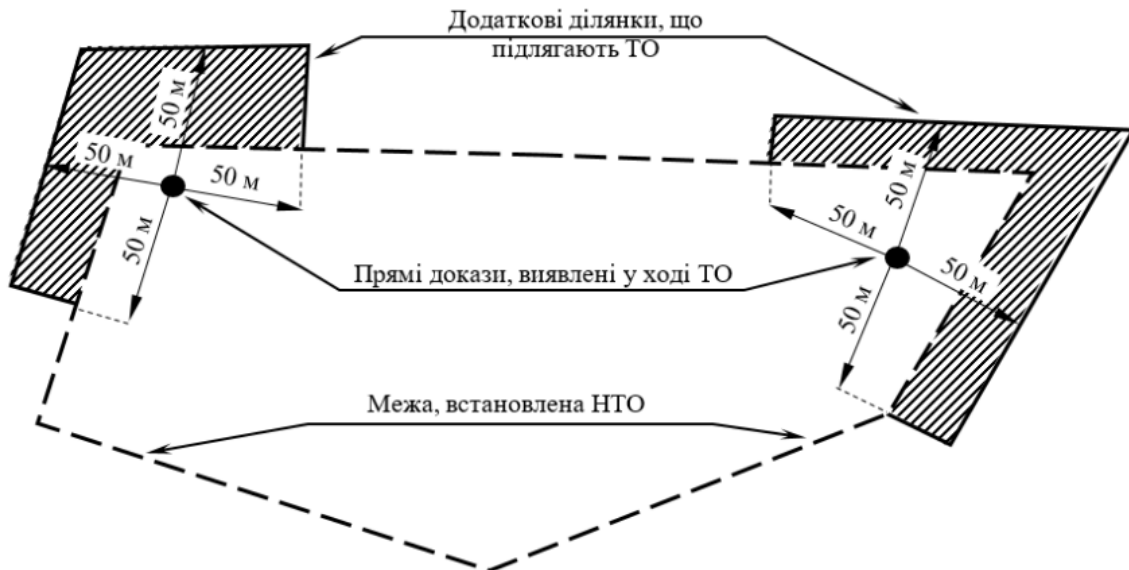 Додаткові ділянки, що
підлягають ТО
50 м
50 м
50 м
50 м
50 м
50 м
50 м
50 м
Прямі докази, виявлені у ході ТО
Межа, встановлена НТО